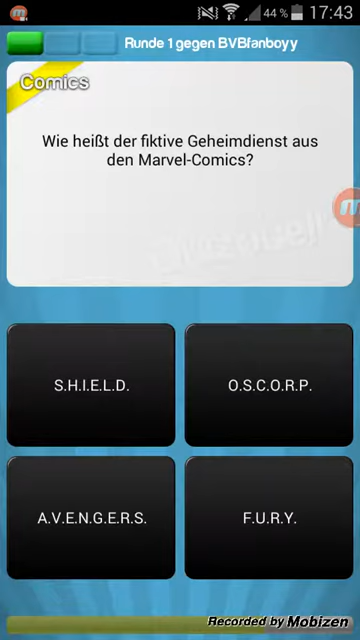 44 % 17:43
Runde 1 gegen BVBfanboyy
Comics
Wie heißt der fiktive Geheimdienst aus
den Marvel-Comics?
S.H.I.E.L.D.
O.S.C.O.R.P.
A.V.E.N.G.E.R.S.
F.U.R.Y.
Recorded by Mobizen